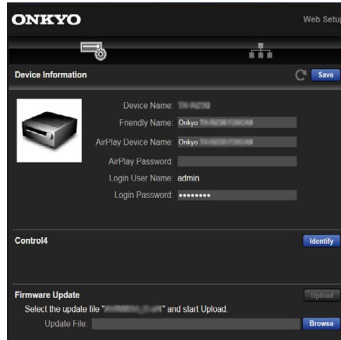 ONKYO
Web Setup
Device Information
Save
Device Name:
Friendly Name: Onkyo
AirPlay Device Name: Onkyo
AirPlay Password:
Login User Name: admin
Login Password: ••••••••
Control4
Identify
Firmware Update
Upload
Select the update file " " and start Upload.
Update File:
Browse